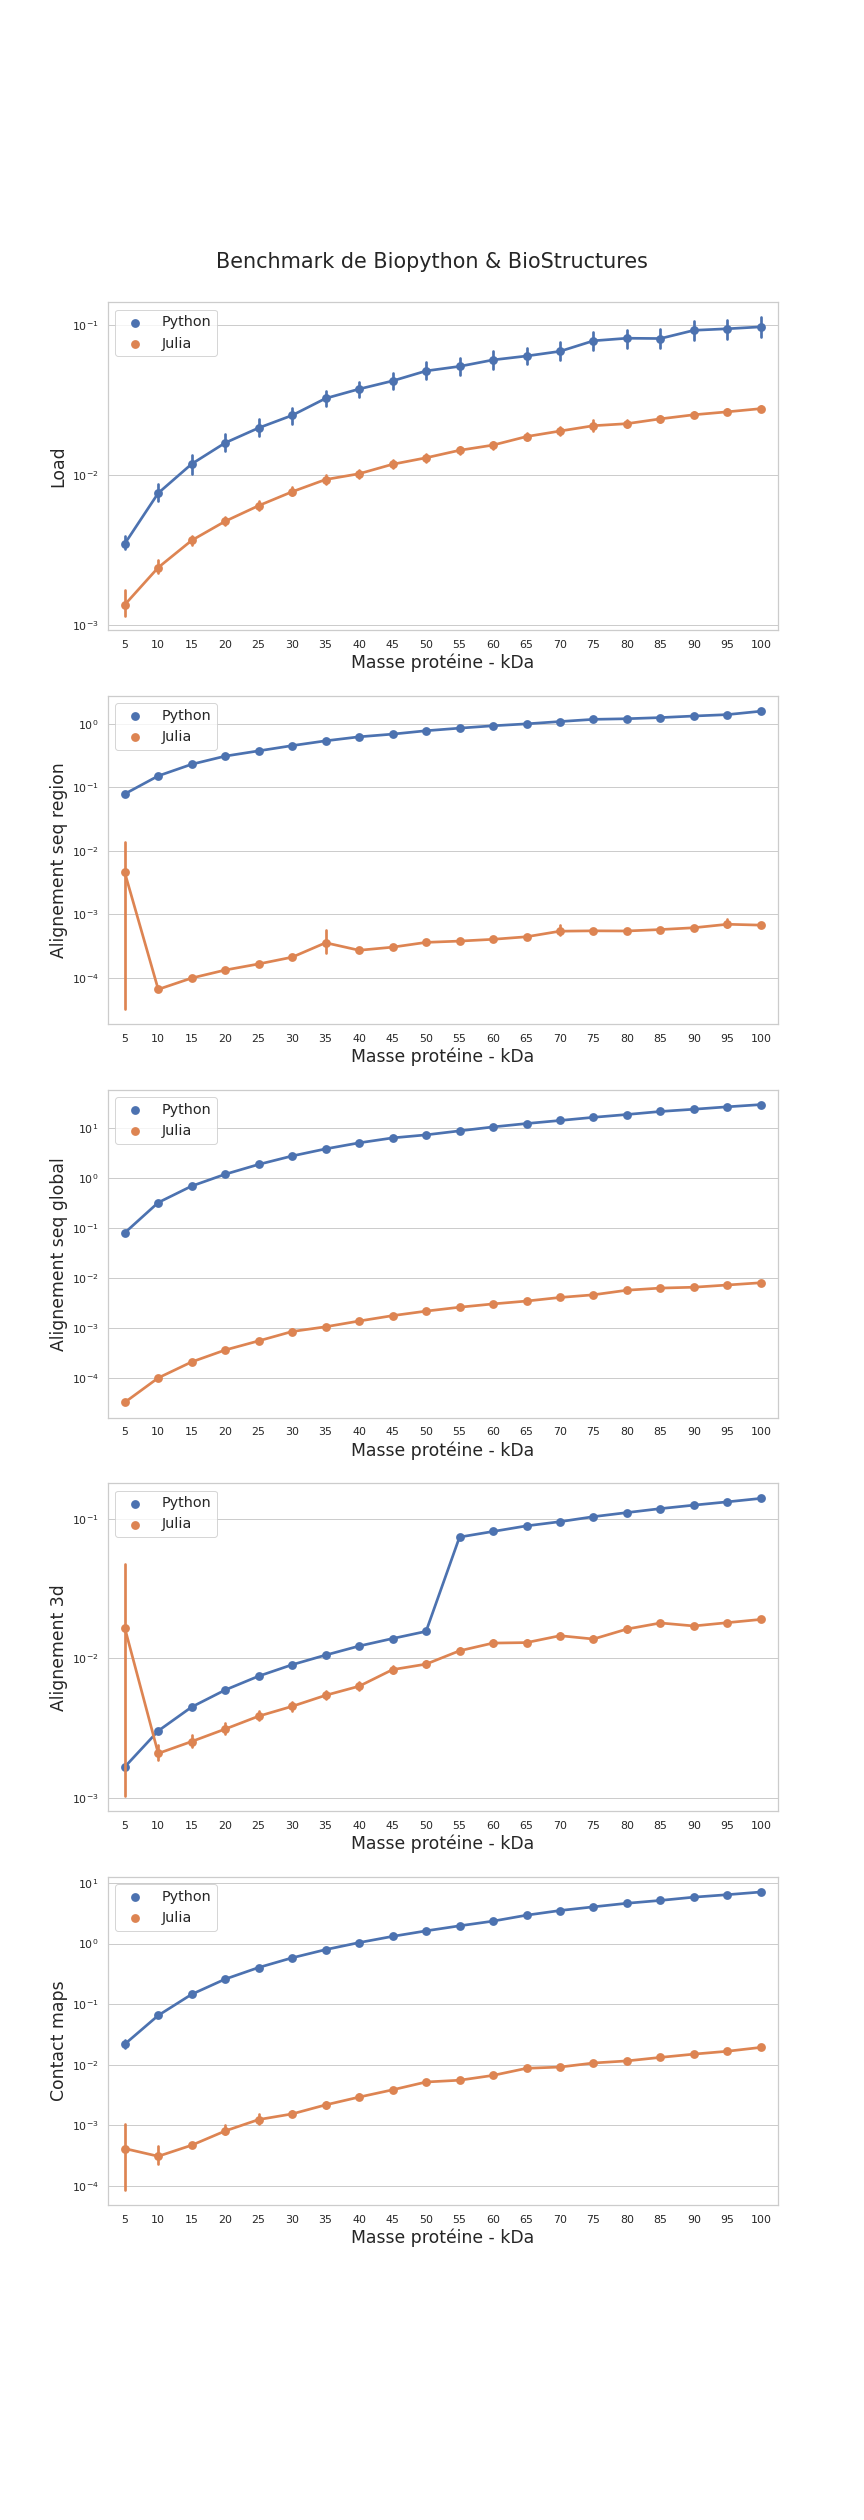 Benchmark de Biopython & BioStructures
Python
Julia
10⁻¹
10⁻²
10⁻³
Load
5 10 15 20 25 30 35 40 45 50 55 60 65 70 75 80 85 90 95 100
Masse protéine - kDa
Python
Julia
10⁰
10⁻¹
10⁻²
10⁻³
10⁻⁴
Alignement seq region
5 10 15 20 25 30 35 40 45 50 55 60 65 70 75 80 85 90 95 100
Masse protéine - kDa
Python
Julia
10¹
10⁰
10⁻¹
10⁻²
10⁻³
10⁻⁴
Alignement seq global
5 10 15 20 25 30 35 40 45 50 55 60 65 70 75 80 85 90 95 100
Masse protéine - kDa
Python
Julia
10⁻¹
10⁻²
10⁻³
Alignement 3d
5 10 15 20 25 30 35 40 45 50 55 60 65 70 75 80 85 90 95 100
Masse protéine - kDa
Python
Julia
10¹
10⁰
10⁻¹
10⁻²
10⁻³
10⁻⁴
Contact maps
5 10 15 20 25 30 35 40 45 50 55 60 65 70 75 80 85 90 95 100
Masse protéine - kDa